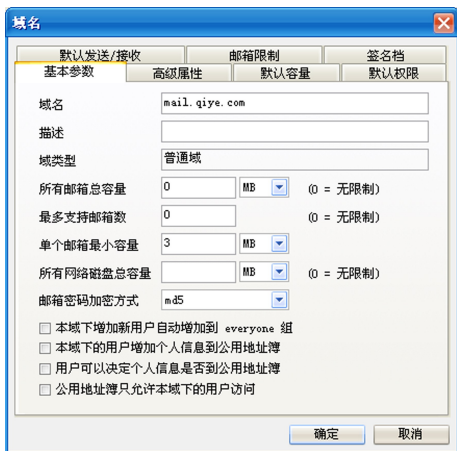 域名
默认发送/接收 邮箱限制 签名档
基本参数 高级属性 默认容量 默认权限
域名 mail.qiye.com
描述
域类型 普通域
所有邮箱总容量 0 MB (0 = 无限制)
最多支持邮箱数 0 (0 = 无限制)
单个邮箱最小容量 3 MB
所有网络磁盘总容量 MB (0 = 无限制)
邮箱密码加密方式 md5
本域下增加新用户自动增加到 everyone 组
本域下的用户增加个人信息到公用地址簿
用户可以决定个人信息是否到公用地址簿
公用地址簿只允许本域下的用户访问
确定 取消